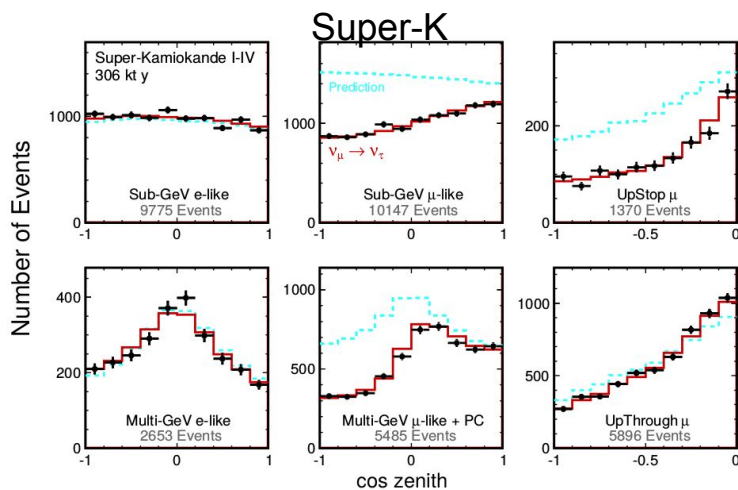 Super-K
Number of Events
Super-Kamiokande I-IV
306 kt y
1000
0
Sub-GeV e-like
9775 Events
-1 0 1
Prediction
1000
νμ → ντ
0
Sub-GeV μ-like
10147 Events
-1 0 1
200
0
UpStop μ
1370 Events
-1 -0.5 0
400
200
0
Multi-GeV e-like
2653 Events
-1 0 1
1000
500
0
Multi-GeV μ-like + PC
5485 Events
-1 0 1
1000
500
0
UpThrough μ
5896 Events
-1 -0.5 0
cos zenith